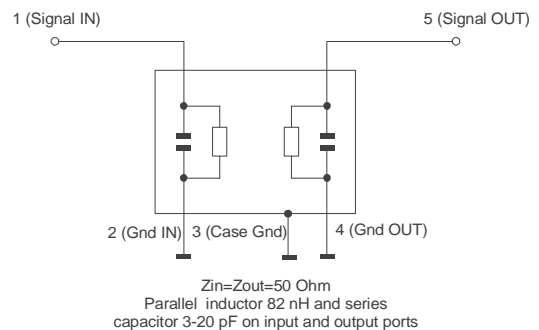 1 (Signal IN)
5 (Signal OUT)
2 (Gnd IN)
3 (Case Gnd)
4 (Gnd OUT)
Zin=Zout=50 Ohm
Parallel inductor 82 nH and series
capacitor 3-20 pF on input and output ports